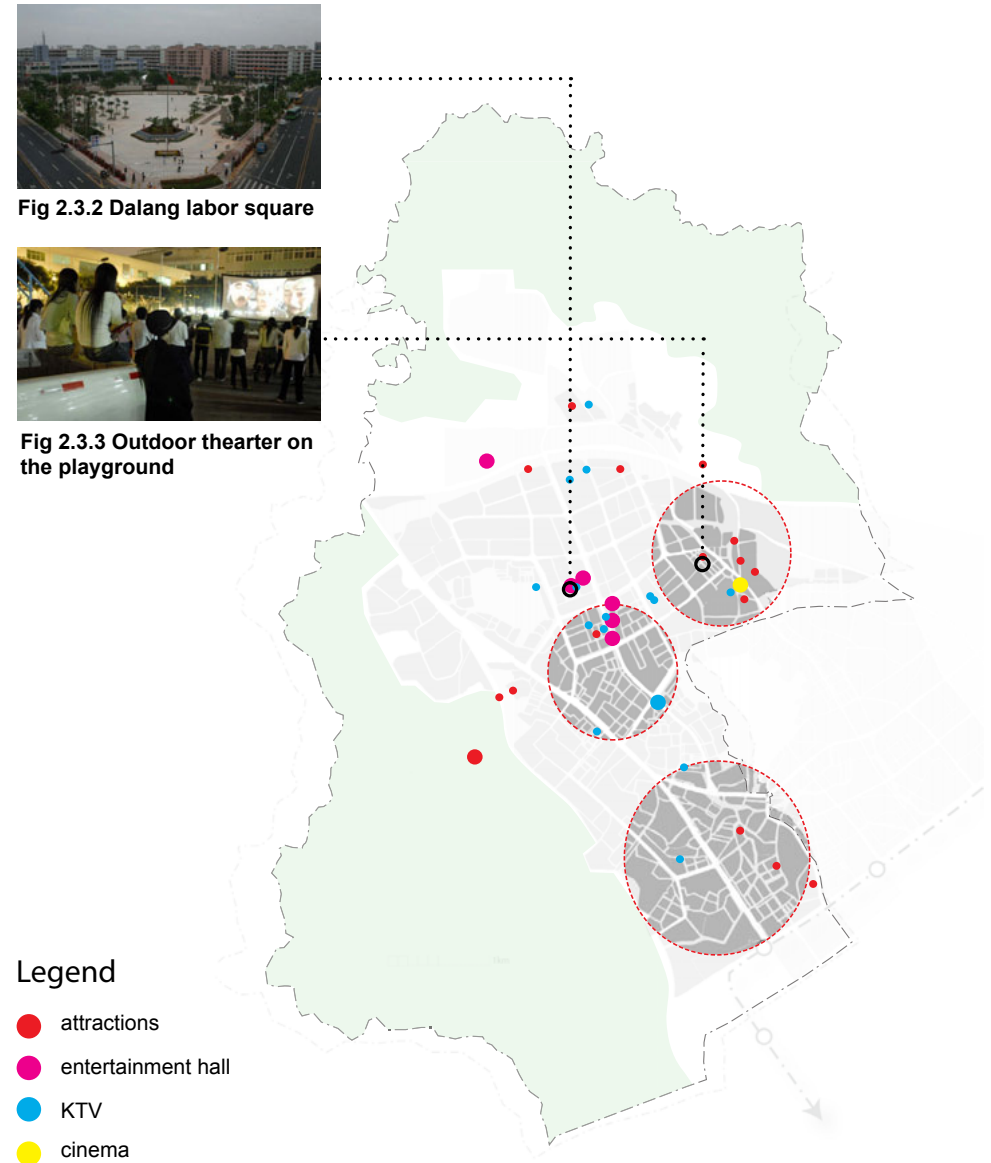 Fig 2.3.2 Dalang labor square
Fig 2.3.3 Outdoor thearter on
the playground
Legend
attractions
entertainment hall
KTV
cinema